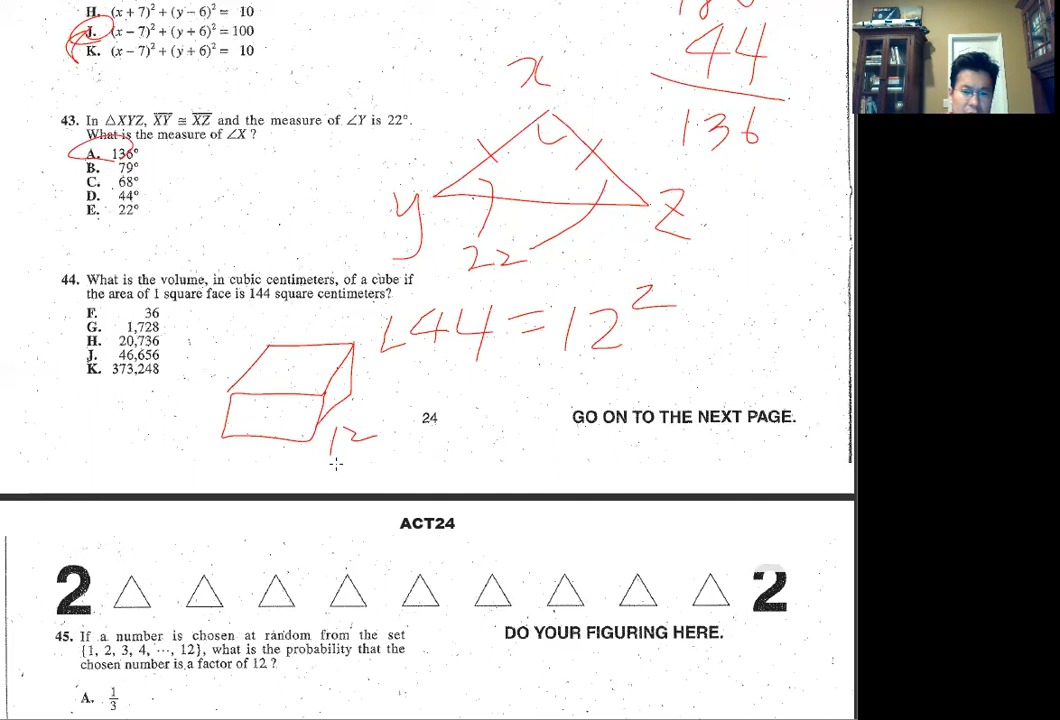 H. (x + 7)² + (y − 6)² = 10
J. (x − 7)² + (y + 6)² = 100
K. (x − 7)² + (y + 6)² = 10
43. In △XYZ, XY ≅ XZ and the measure of ∠Y is 22°.
What is the measure of ∠X ?
A. 136°
B. 79°
C. 68°
D. 44°
E. 22°
44
136
x
y
z
22
44. What is the volume, in cubic centimeters, of a cube if
the area of 1 square face is 144 square centimeters?
F. 36
G. 1,728
H. 20,736
J. 46,656
K. 373,248
144 = 12²
12
24
GO ON TO THE NEXT PAGE.
ACT24
2
2
45. If a number is chosen at random from the set
{1, 2, 3, 4, ···, 12}, what is the probability that the
chosen number is a factor of 12 ?
A. 1/3
DO YOUR FIGURING HERE.